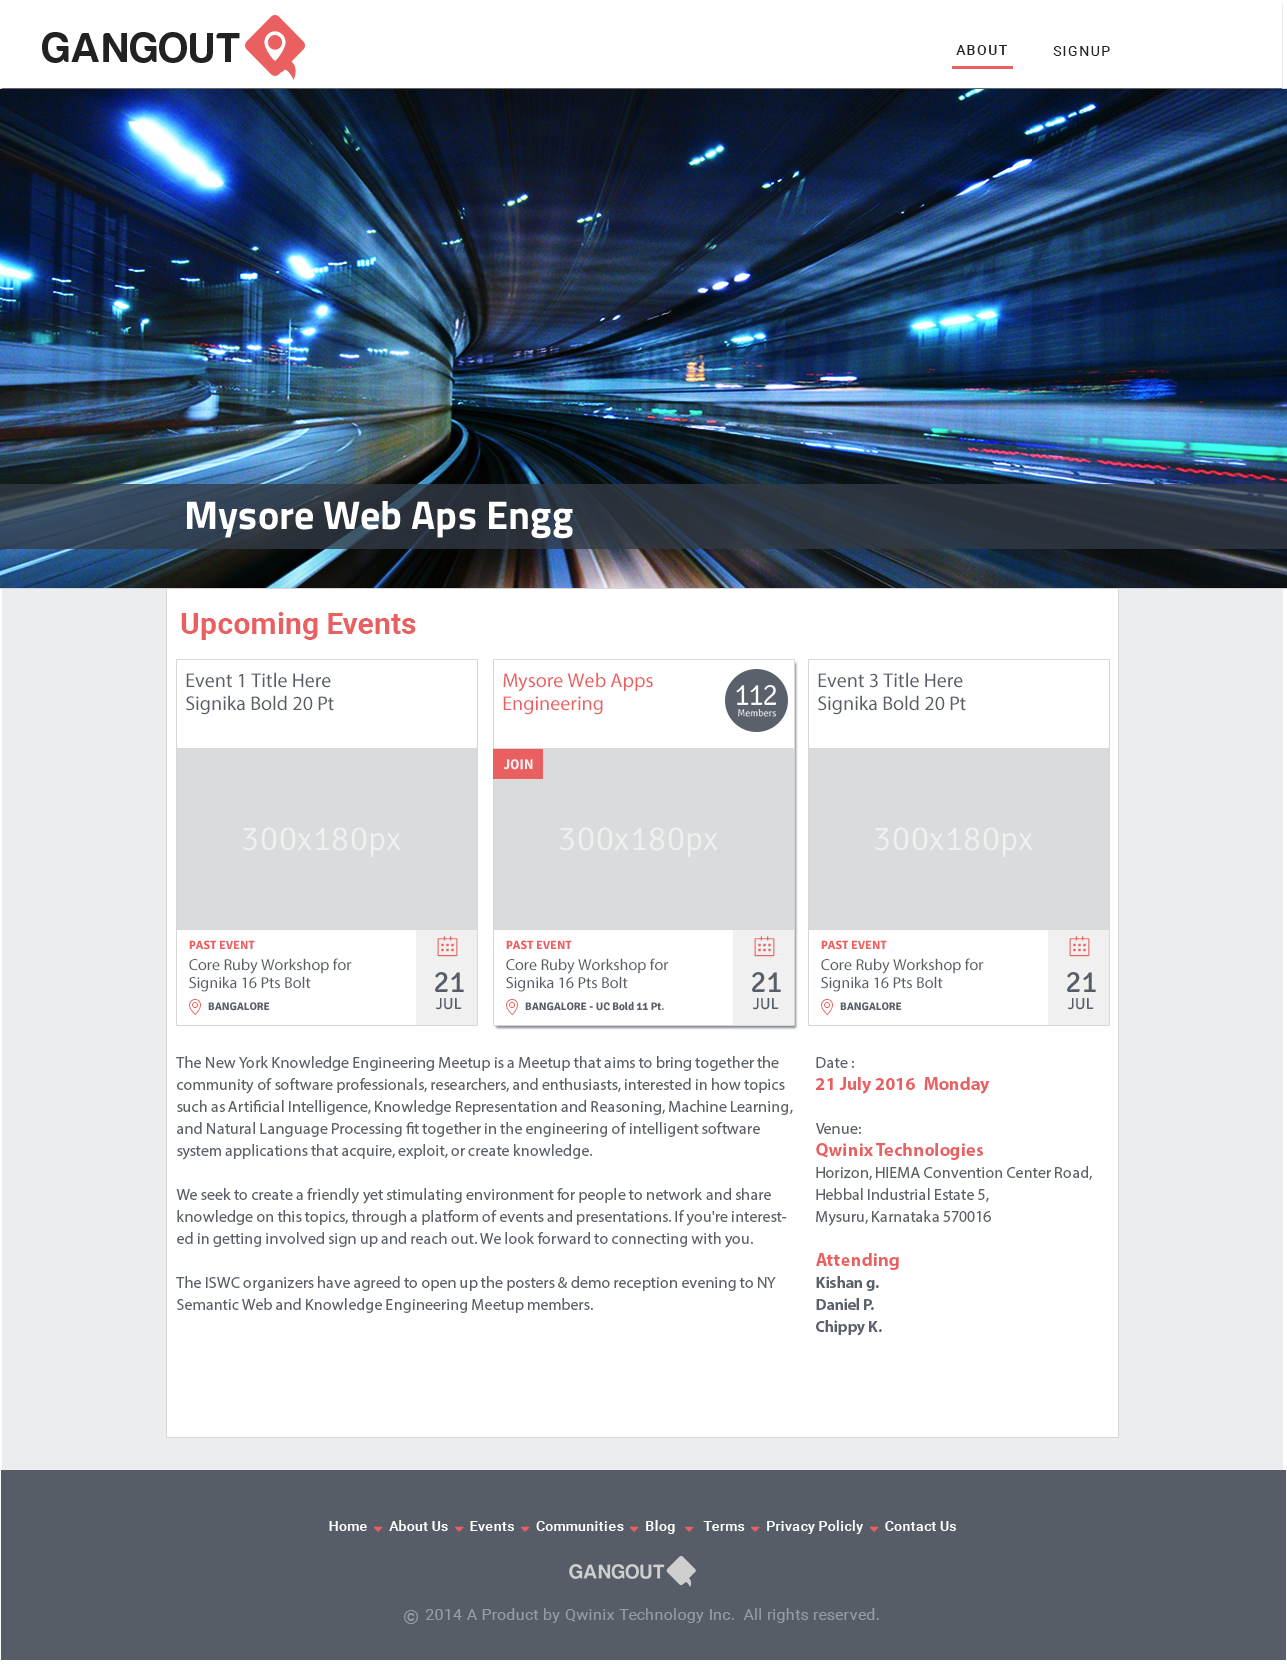 GANGOUT
ABOUT
SIGNUP
Mysore Web Aps Engg
Upcoming Events
Event 1 Title Here
Signika Bold 20 Pt
300x180px
PAST EVENT
Core Ruby Workshop for
Signika 16 Pts Bolt
BANGALORE
21
JUL
Mysore Web Apps
Engineering
112
Members
JOIN
300x180px
PAST EVENT
Core Ruby Workshop for
Signika 16 Pts Bolt
BANGALORE - UC Bold 11 Pt.
21
JUL
Event 3 Title Here
Signika Bold 20 Pt
300x180px
PAST EVENT
Core Ruby Workshop for
Signika 16 Pts Bolt
BANGALORE
21
JUL
The New York Knowledge Engineering Meetup is a Meetup that aims to bring together the
community of software professionals, researchers, and enthusiasts, interested in how topics
such as Artificial Intelligence, Knowledge Representation and Reasoning, Machine Learning,
and Natural Language Processing fit together in the engineering of intelligent software
system applications that acquire, exploit, or create knowledge.
We seek to create a friendly yet stimulating environment for people to network and share
knowledge on this topics, through a platform of events and presentations. If you're interest-
ed in getting involved sign up and reach out. We look forward to connecting with you.
The ISWC organizers have agreed to open up the posters & demo reception evening to NY
Semantic Web and Knowledge Engineering Meetup members.
Date :
21 July 2016 Monday
Venue:
Qwinix Technologies
Horizon, HIEMA Convention Center Road,
Hebbal Industrial Estate 5,
Mysuru, Karnataka 570016
Attending
Kishan g.
Daniel P.
Chippy K.
Home About Us Events Communities Blog Terms Privacy Policly Contact Us
GANGOUT
© 2014 A Product by Qwinix Technology Inc. All rights reserved.